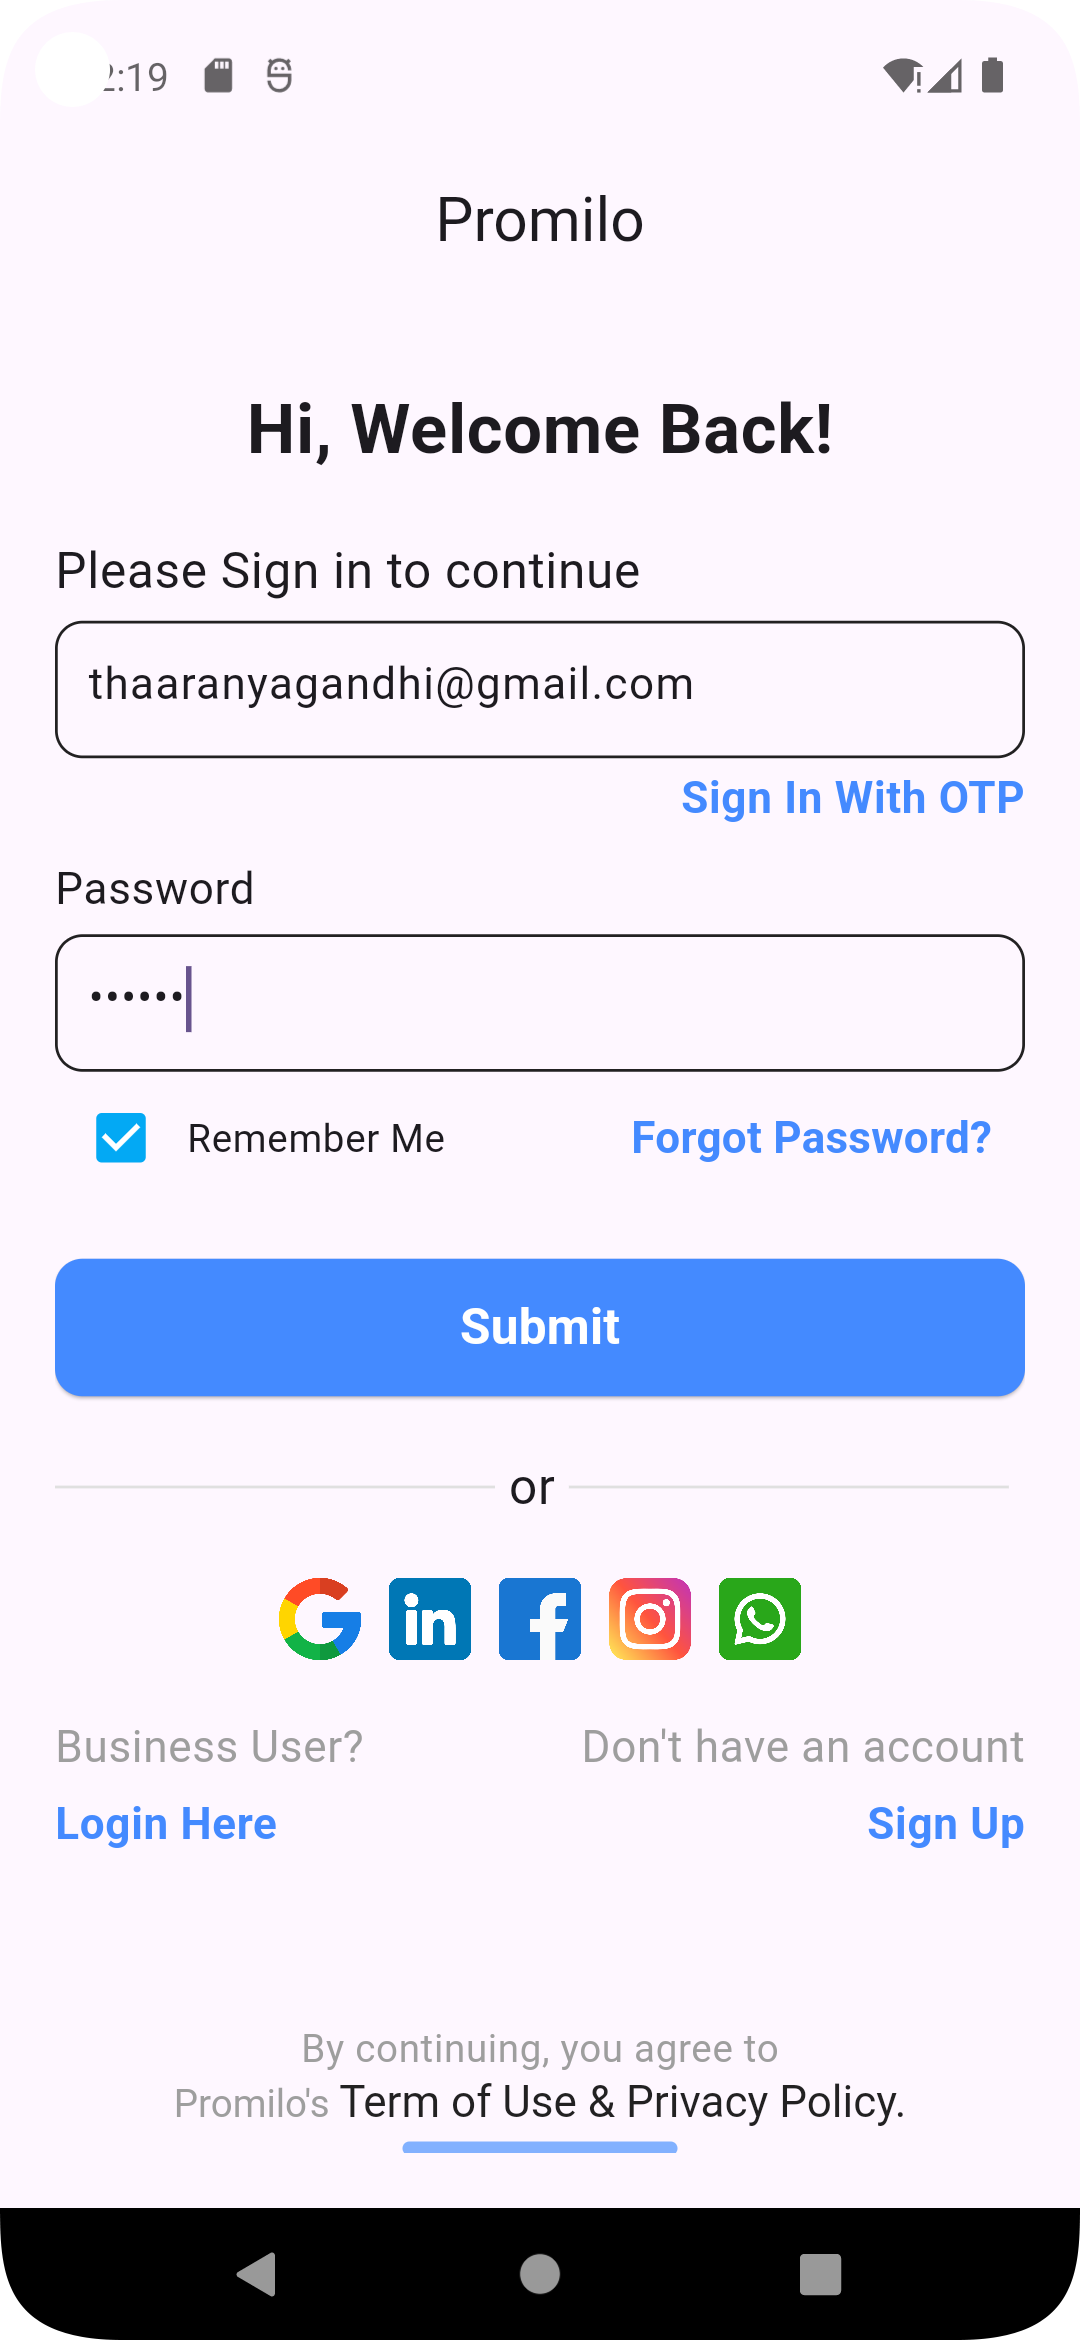 :19
Promilo
Hi, Welcome Back!
Please Sign in to continue
thaaranyagandhi@gmail.com
Sign In With OTP
Password
••••••
Remember Me
Forgot Password?
Submit
or
Business User?
Don't have an account
Login Here
Sign Up
By continuing, you agree to
Promilo's Term of Use & Privacy Policy.